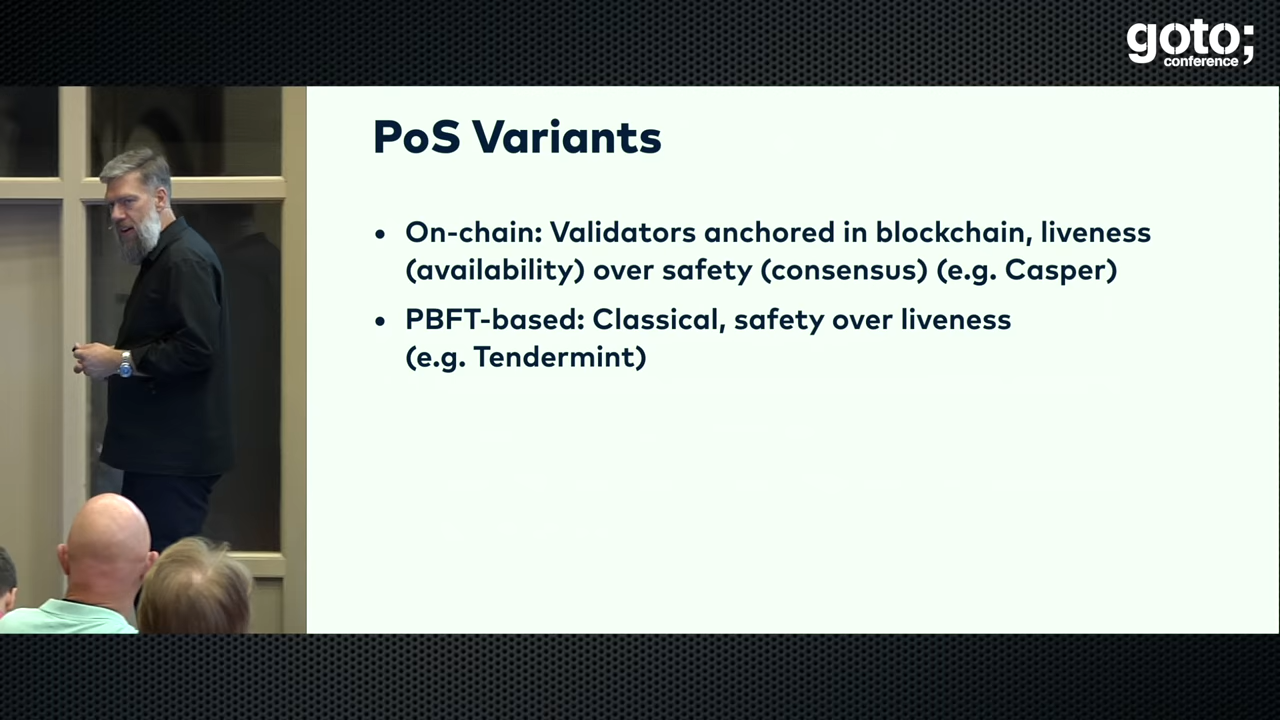 goto;
conference
PoS Variants
• On-chain: Validators anchored in blockchain, liveness
(availability) over safety (consensus) (e.g. Casper)
• PBFT-based: Classical, safety over liveness
(e.g. Tendermint)